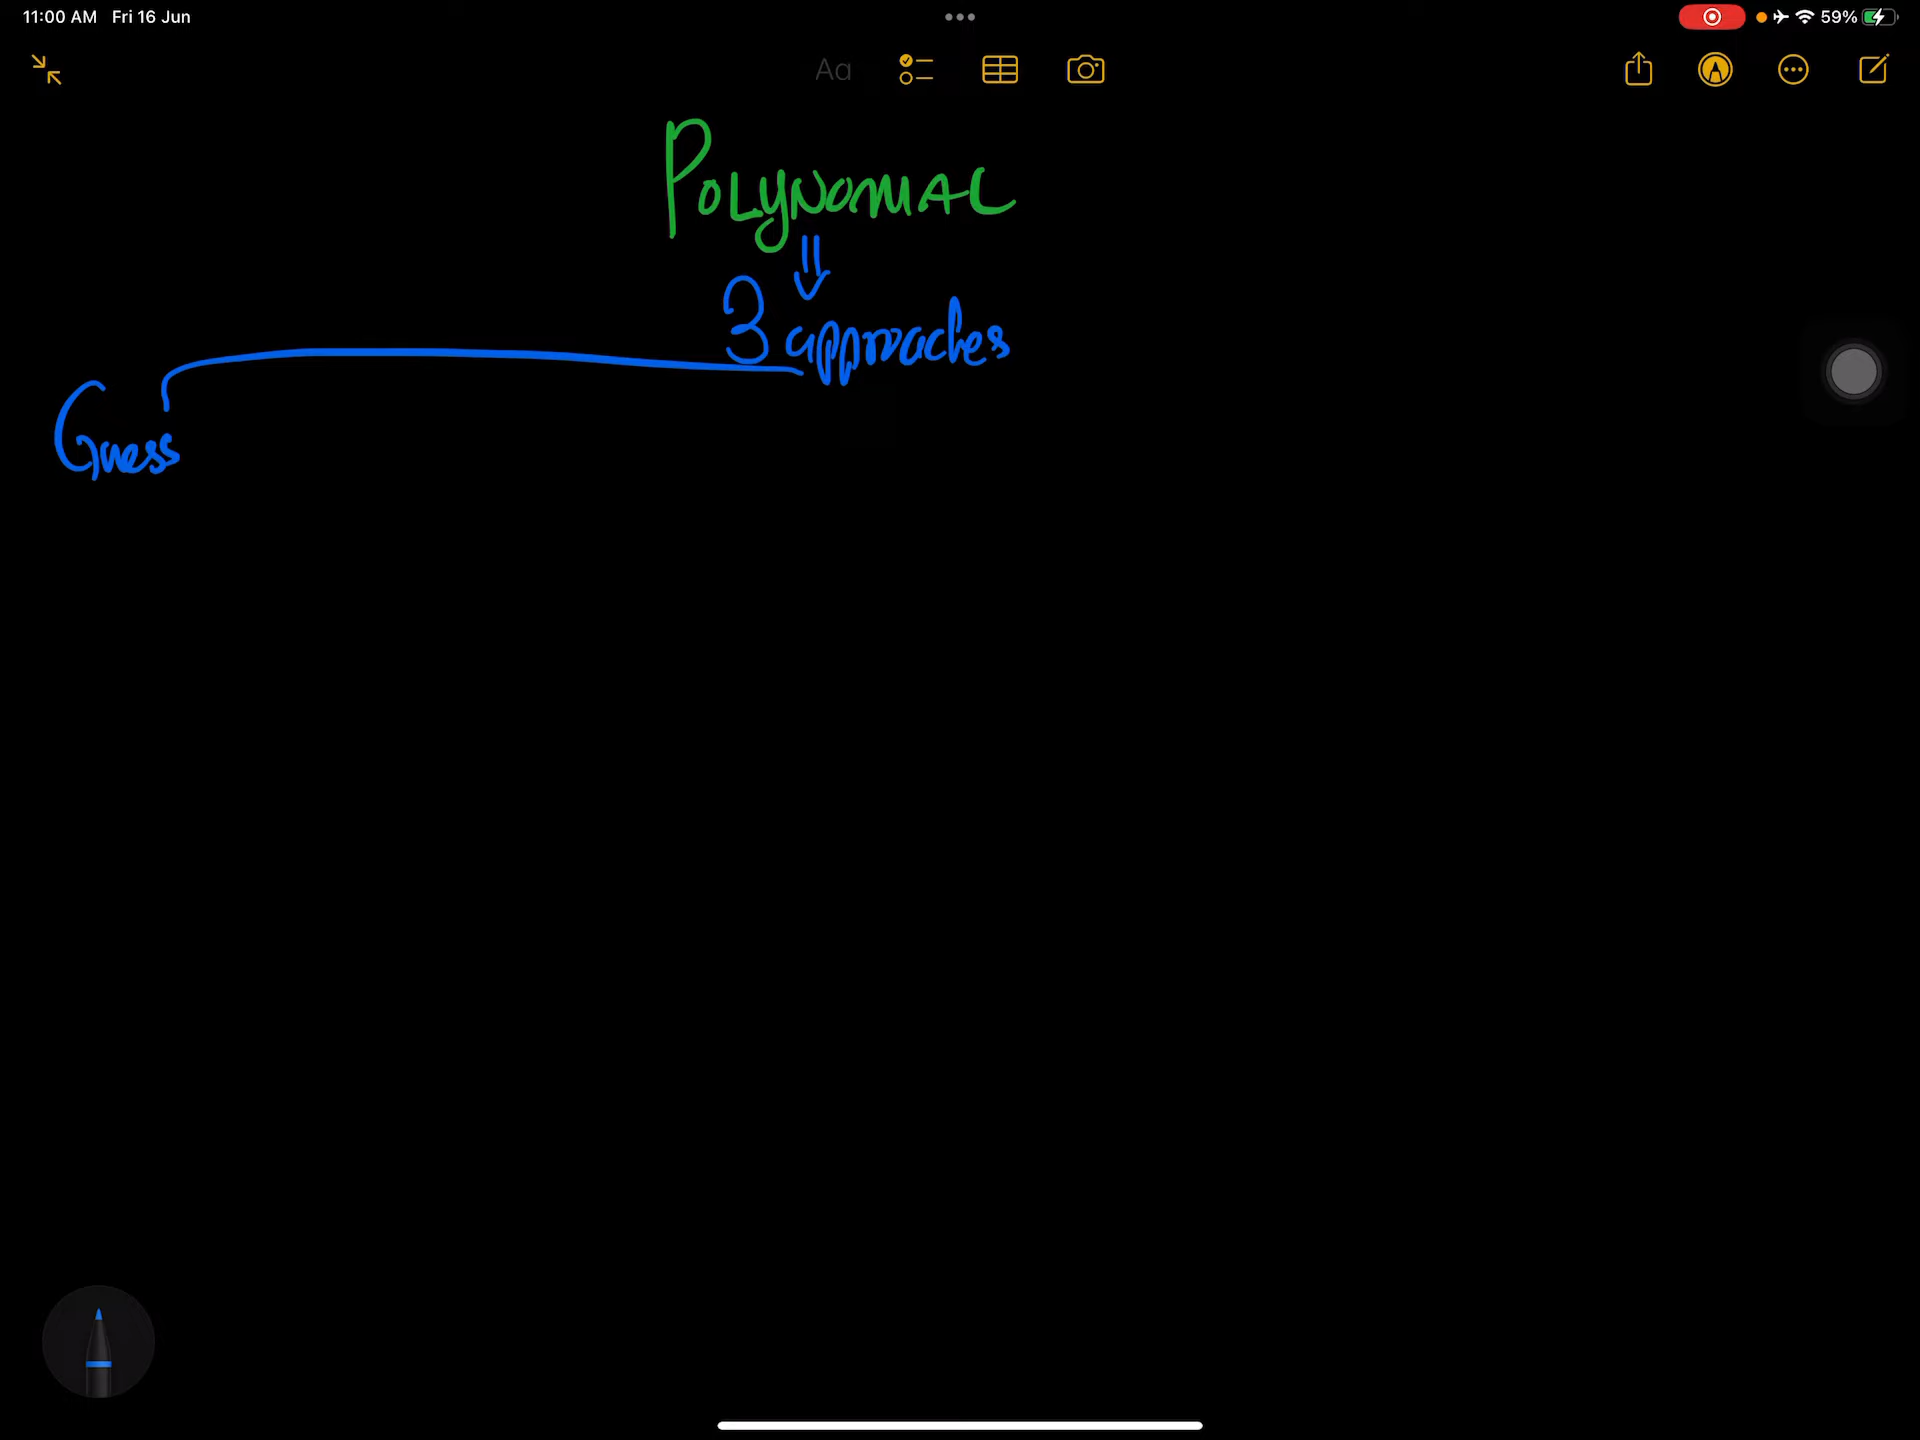 11:00 AM Fri 16 Jun
59%
Aa
POLYNOMIAL
3 approaches
Guess